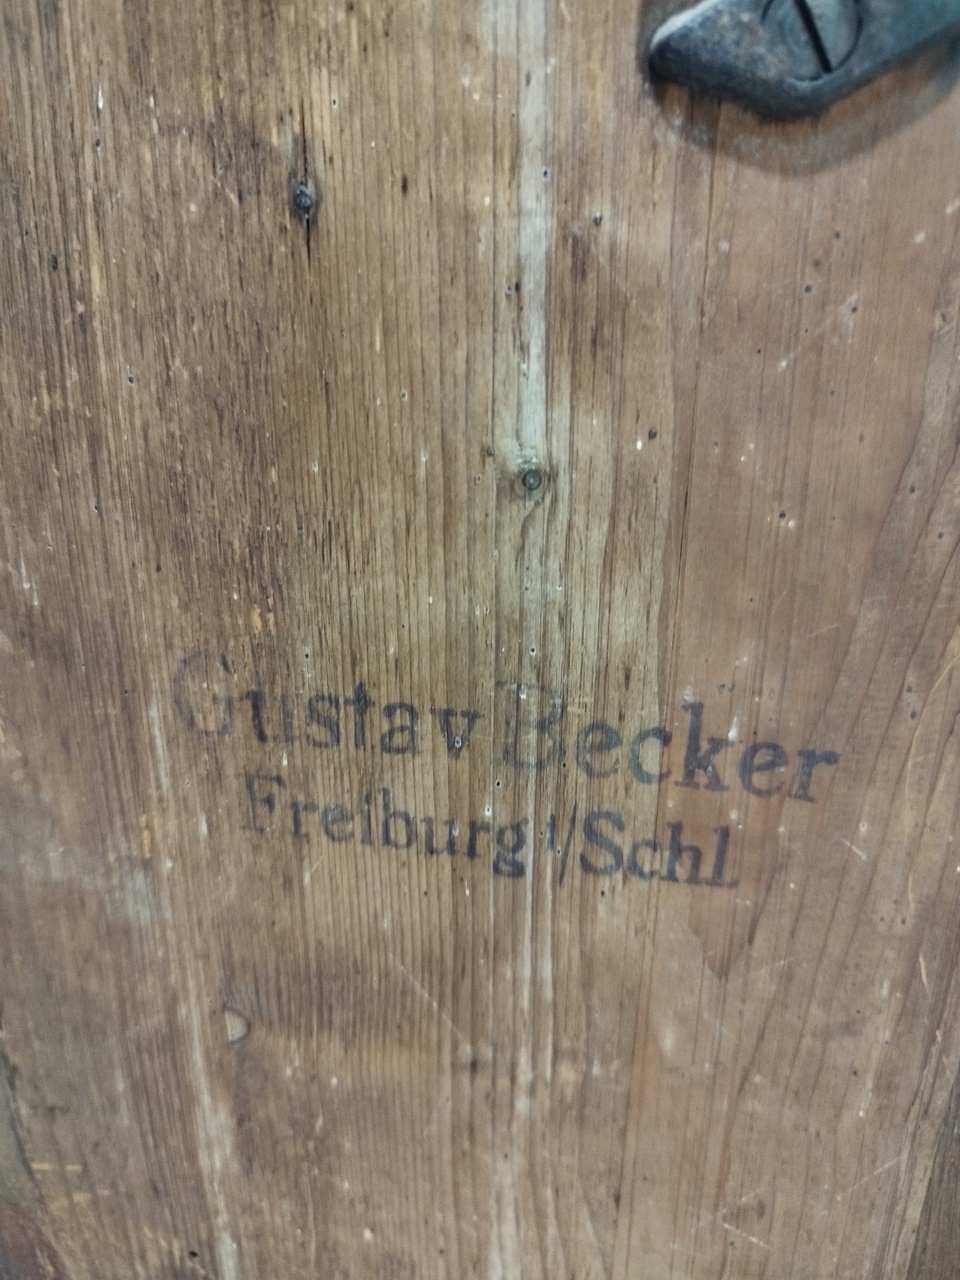 Gustav Becker
Freiburg i/Schl.